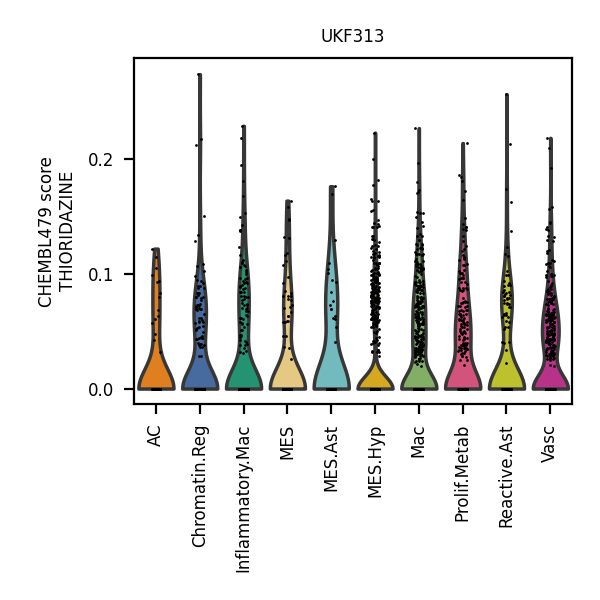 UKF313
CHEMBL479 score
THIORIDAZINE
0.2
0.1
0.0
AC
Chromatin.Reg
Inflammatory.Mac
MES
MES.Ast
MES.Hyp
Mac
Prolif.Metab
Reactive.Ast
Vasc